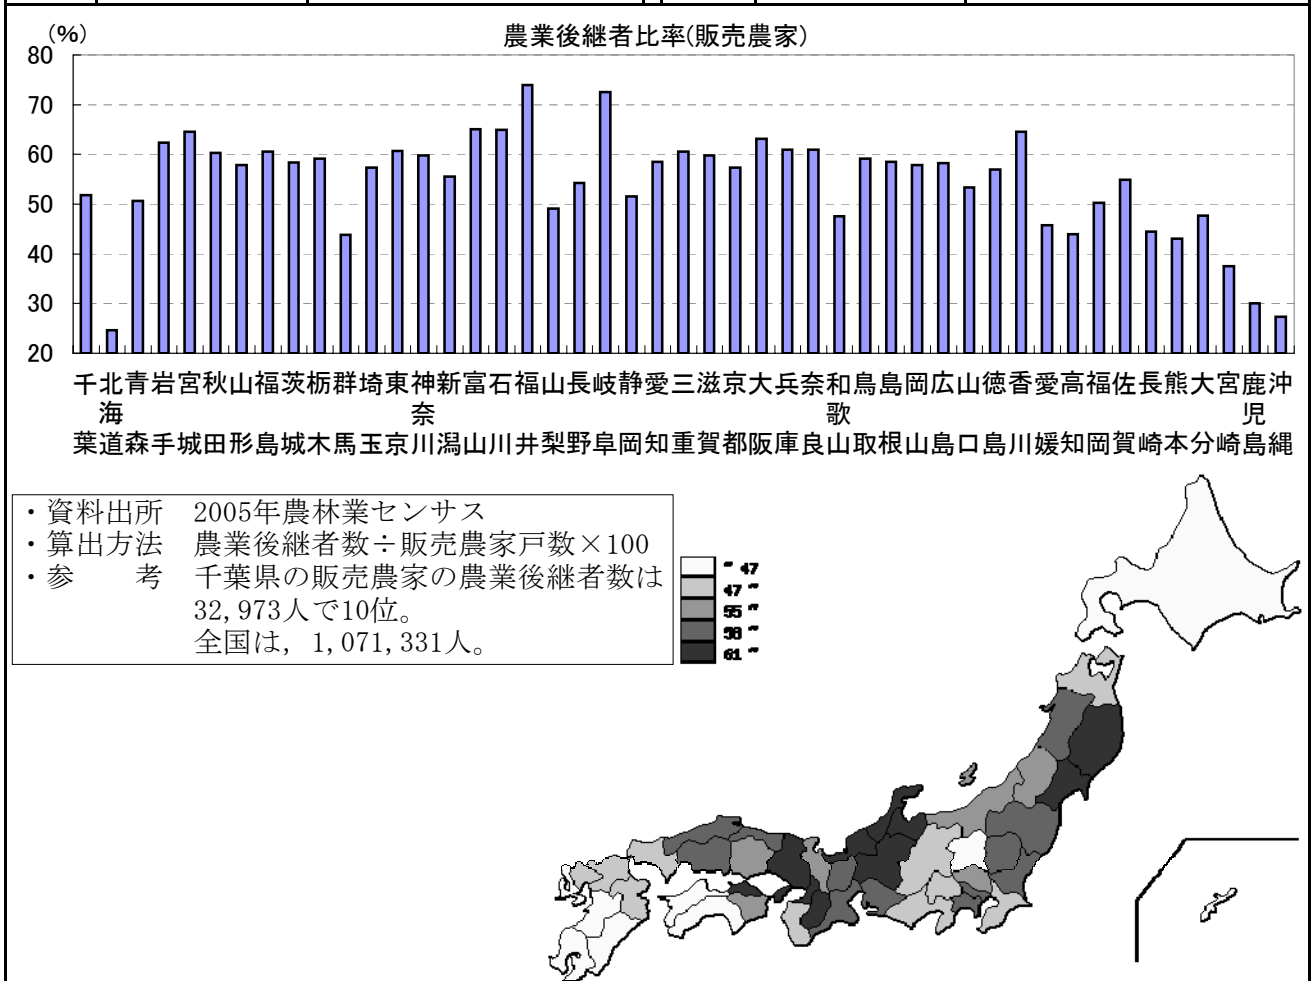 (%)
農業後継者比率(販売農家)
80
70
60
50
40
30
20
千葉
北海道
青森
岩手
宮城
秋田
山形
福島
茨城
栃木
群馬
埼玉
東京
神奈川
新潟
富山
石川
福井
山梨
長野
岐阜
静岡
愛知
三重
滋賀
京都
大阪
兵庫
奈良
和歌山
鳥取
島根
岡山
広島
山口
徳島
香川
愛媛
高知
福岡
佐賀
長崎
熊本
大分
宮崎
鹿児島
沖縄
・資料出所 2005年農林業センサス
・算出方法 農業後継者数÷販売農家戸数×100
・参 考 千葉県の販売農家の農業後継者数は
32,973人で10位。
全国は，1,071,331人。
~ 47
47 ~
55 ~
58 ~
61 ~